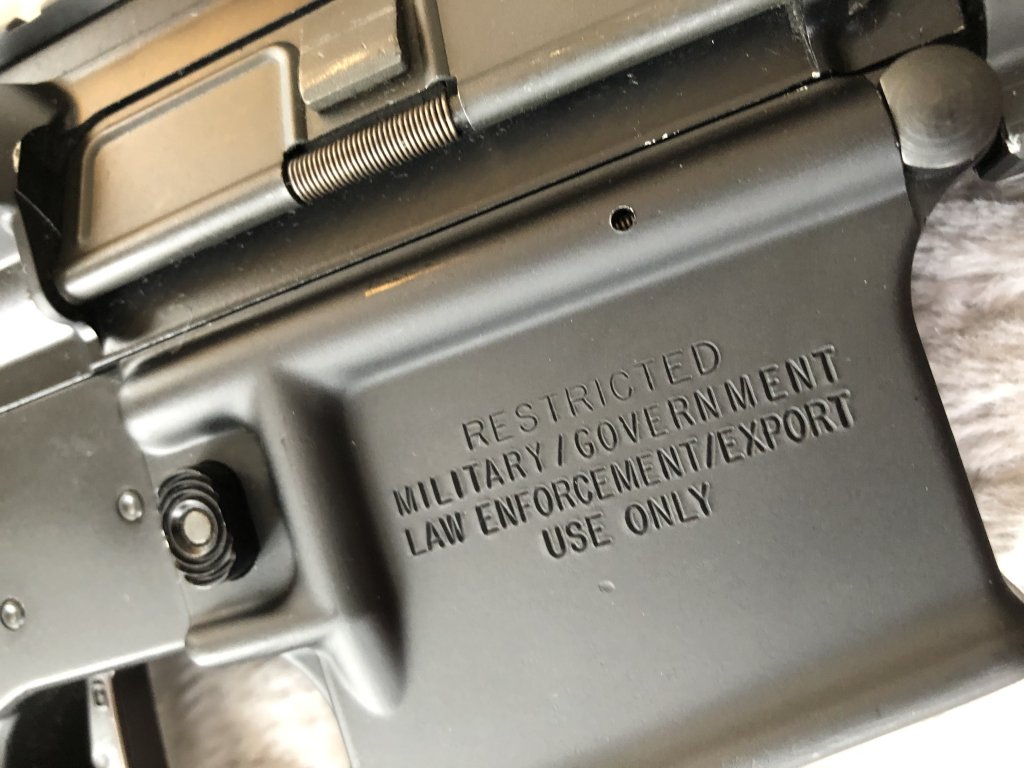 RESTRICTED
MILITARY/GOVERNMENT
LAW ENFORCEMENT/EXPORT
USE ONLY